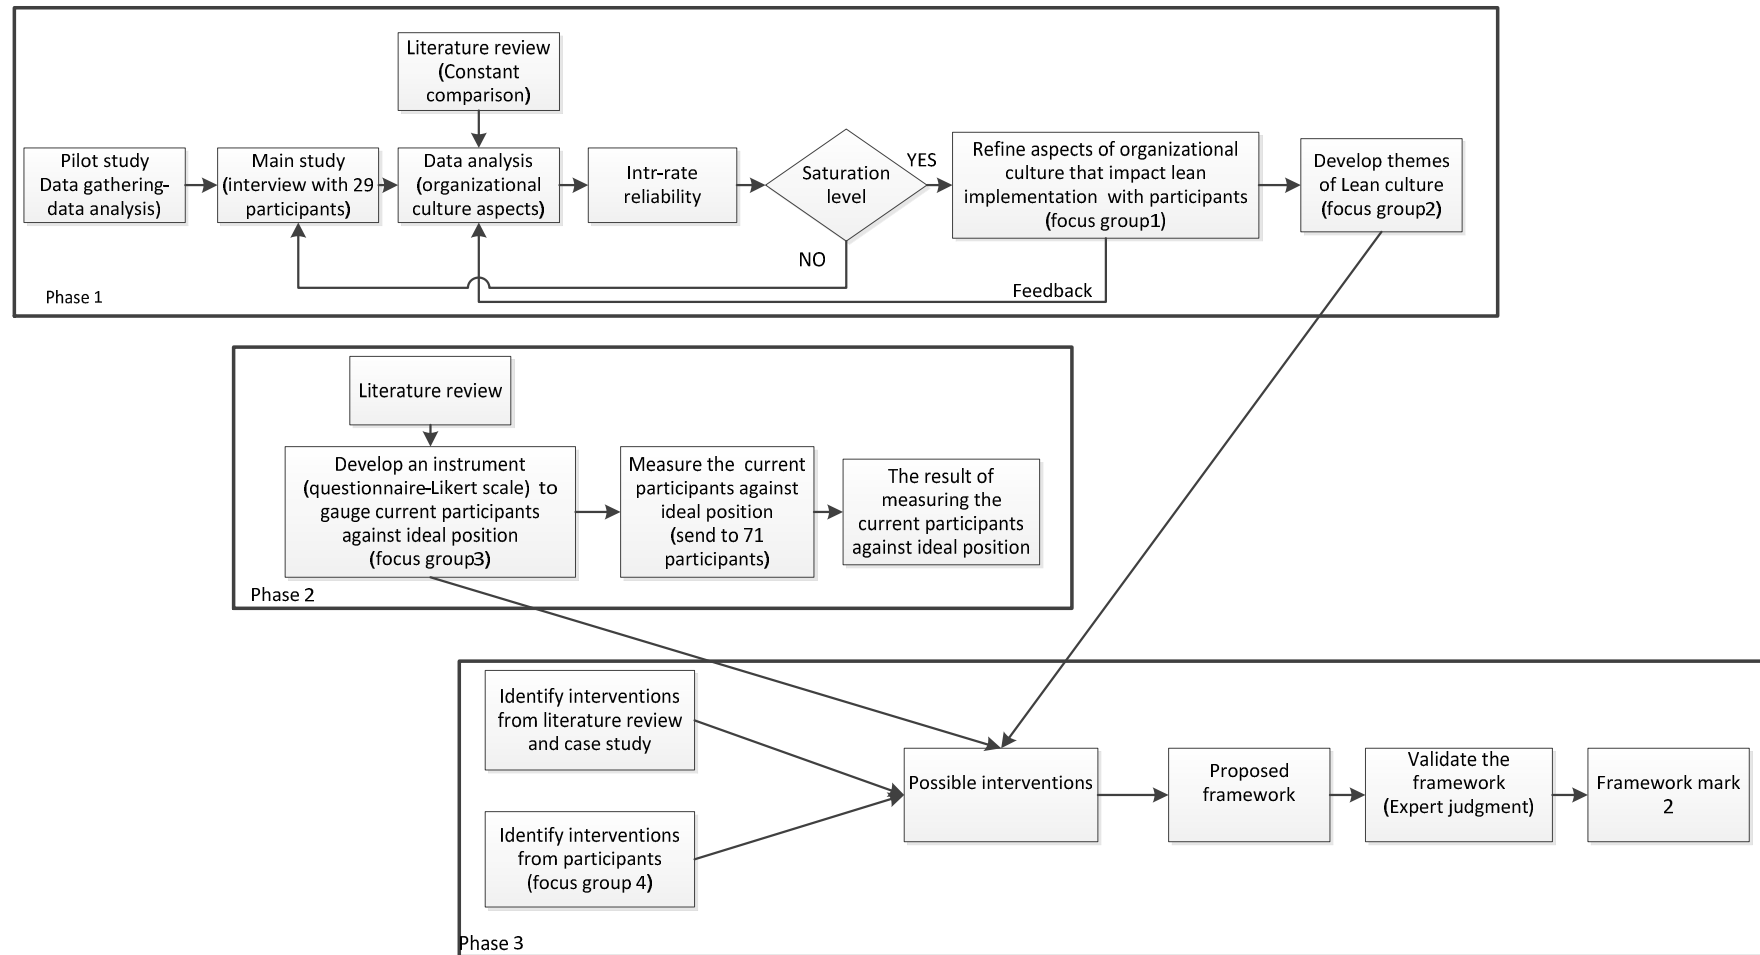 Literature review
(Constant
comparison)
Pilot study
Data gathering-
data analysis)
Main study
(interview with 29
participants)
Data analysis
(organizational
culture aspects)
Intr-rate
reliability
Saturation
level
YES
NO
Refine aspects of organizational
culture that impact lean
implementation with participants
(focus group1)
Develop themes
of Lean culture
(focus group2)
Feedback
Phase 1
Literature review
Develop an instrument
(questionnaire-Likert scale) to
gauge current participants
against ideal position
(focus group3)
Measure the current
participants against
ideal position
(send to 71
participants)
The result of
measuring the
current participants
against ideal position
Phase 2
Identify interventions
from literature review
and case study
Identify interventions
from participants
(focus group 4)
Possible interventions
Proposed
framework
Validate the
framework
(Expert judgment)
Framework mark
2
Phase 3